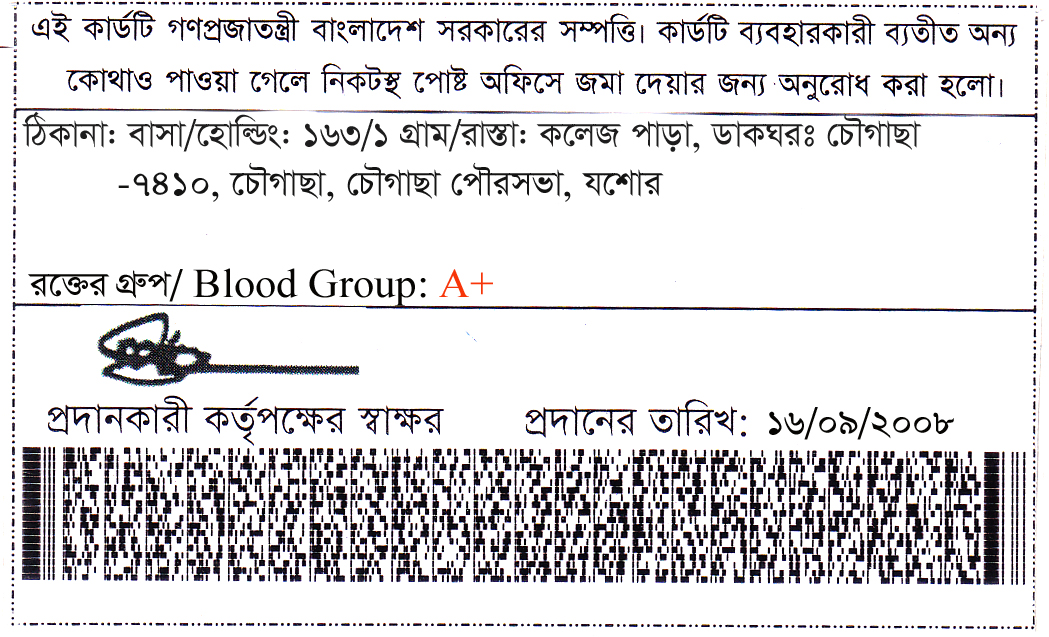 এই কার্ডটি গণপ্রজাতন্ত্রী বাংলাদেশ সরকারের সম্পত্তি। কার্ডটি ব্যবহারকারী ব্যতীত অন্য
কোথাও পাওয়া গেলে নিকটস্থ পোষ্ট অফিসে জমা দেয়ার জন্য অনুরোধ করা হলো।
ঠিকানা: বাসা/হোল্ডিং: ১৬৩/১ গ্রাম/রাস্তা: কলেজ পাড়া, ডাকঘরঃ চৌগাছা
-৭৪১০, চৌগাছা, চৌগাছা পৌরসভা, যশোর
রক্তের গ্রুপ/ Blood Group: A+
প্রদানকারী কর্তৃপক্ষের স্বাক্ষর প্রদানের তারিখ: ১৬/০৯/২০০৮